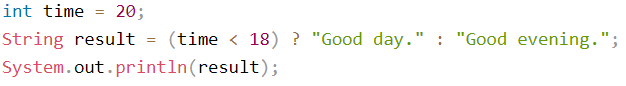 int time = 20;
String result = (time < 18) ? "Good day." : "Good evening.";
System.out.println(result);